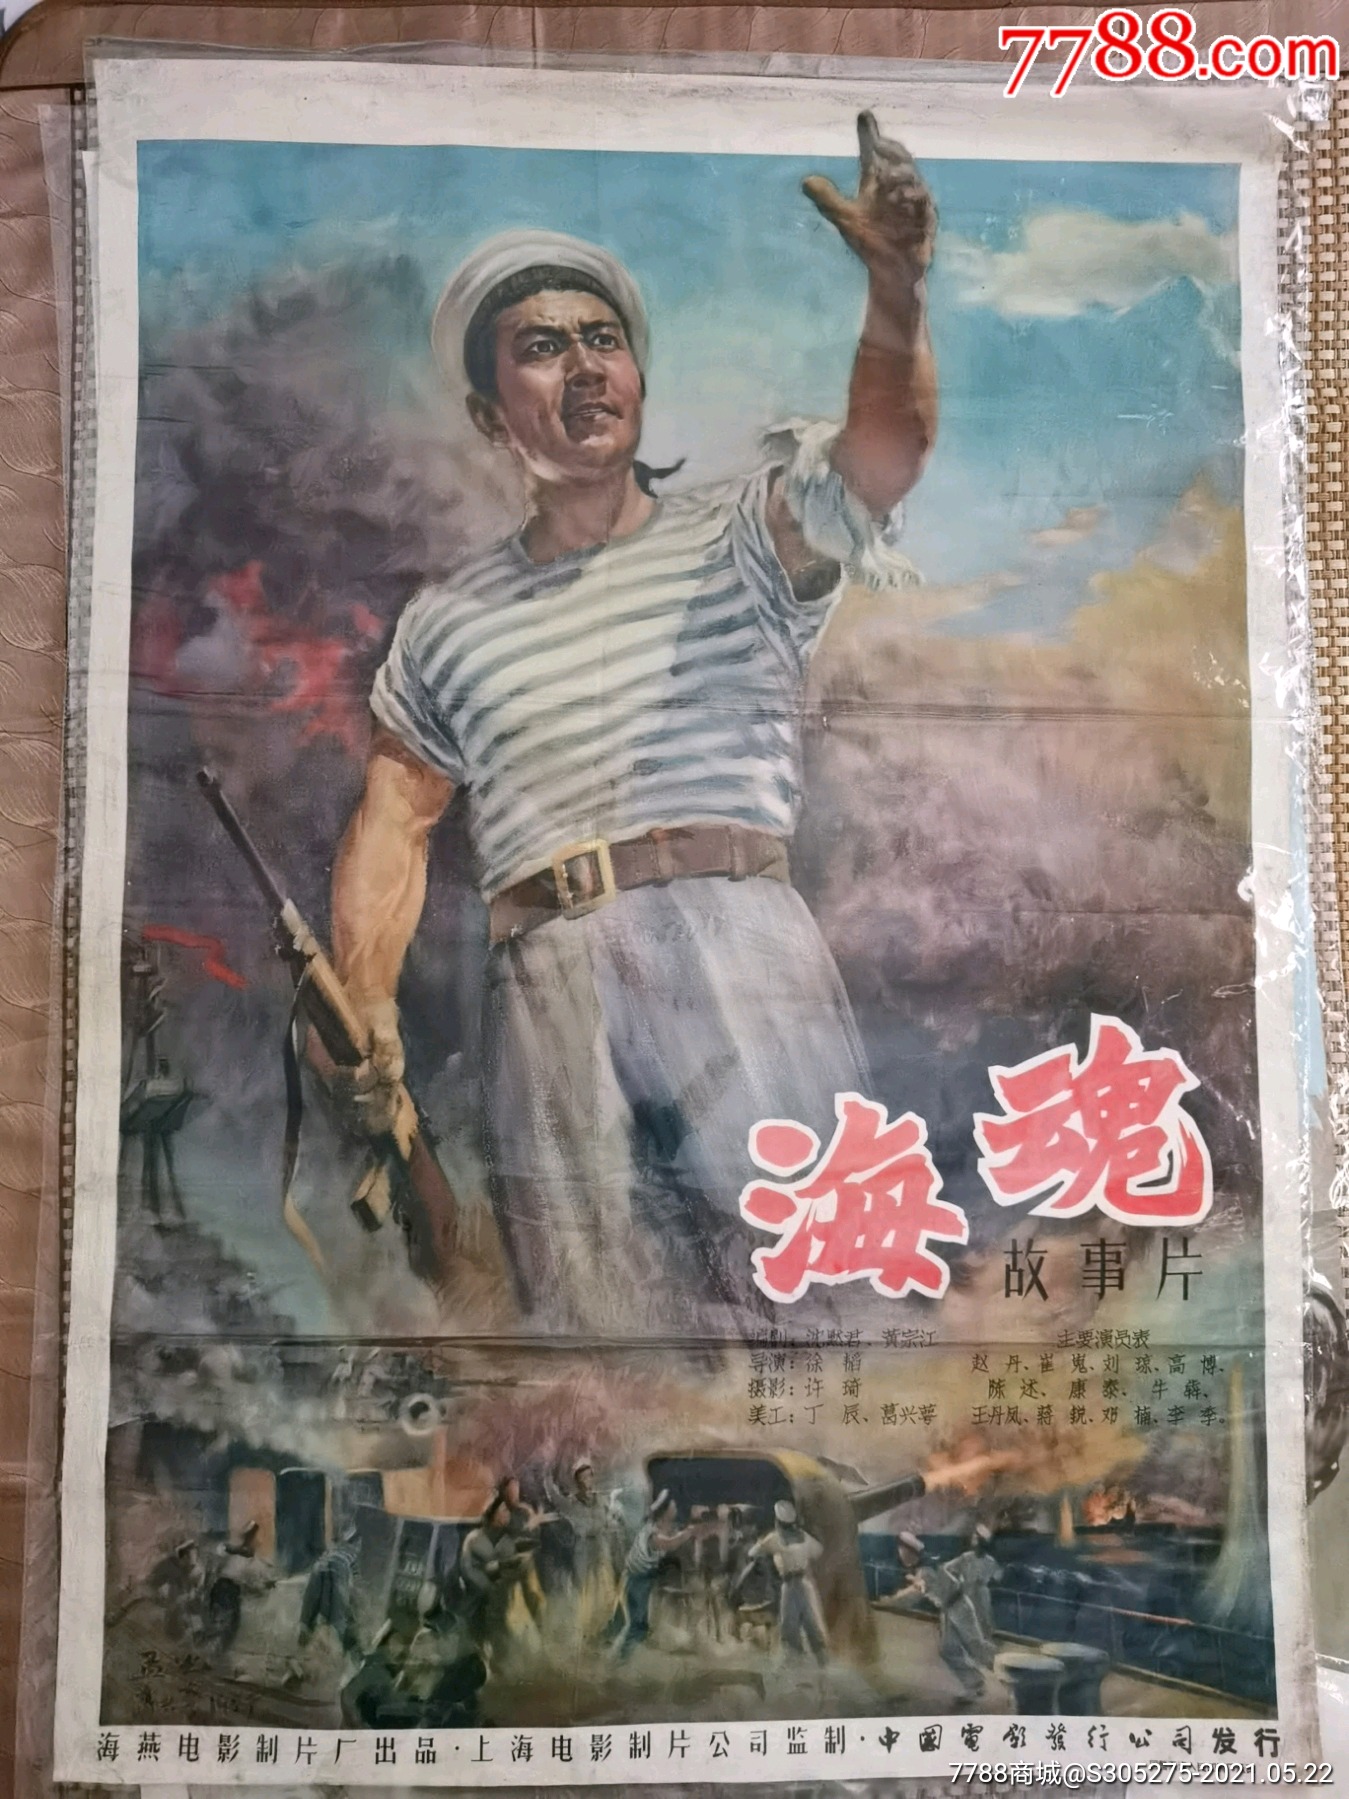 7788.com
海魂
故事片
编剧：沈默君、黄宗江
导演：徐 韬
摄影：许 琦
美工：丁 辰、葛兴萼
主要演员表
赵 丹、崔 嵬、刘 琼、高 博、
陈 述、康 泰、牛 犇、
王丹凤、蒋 锐、邓 楠、李 季。
海燕电影制片厂出品·上海电影制片公司监制·中國電影發行公司发行
7788商城@S305275-2021.05.22